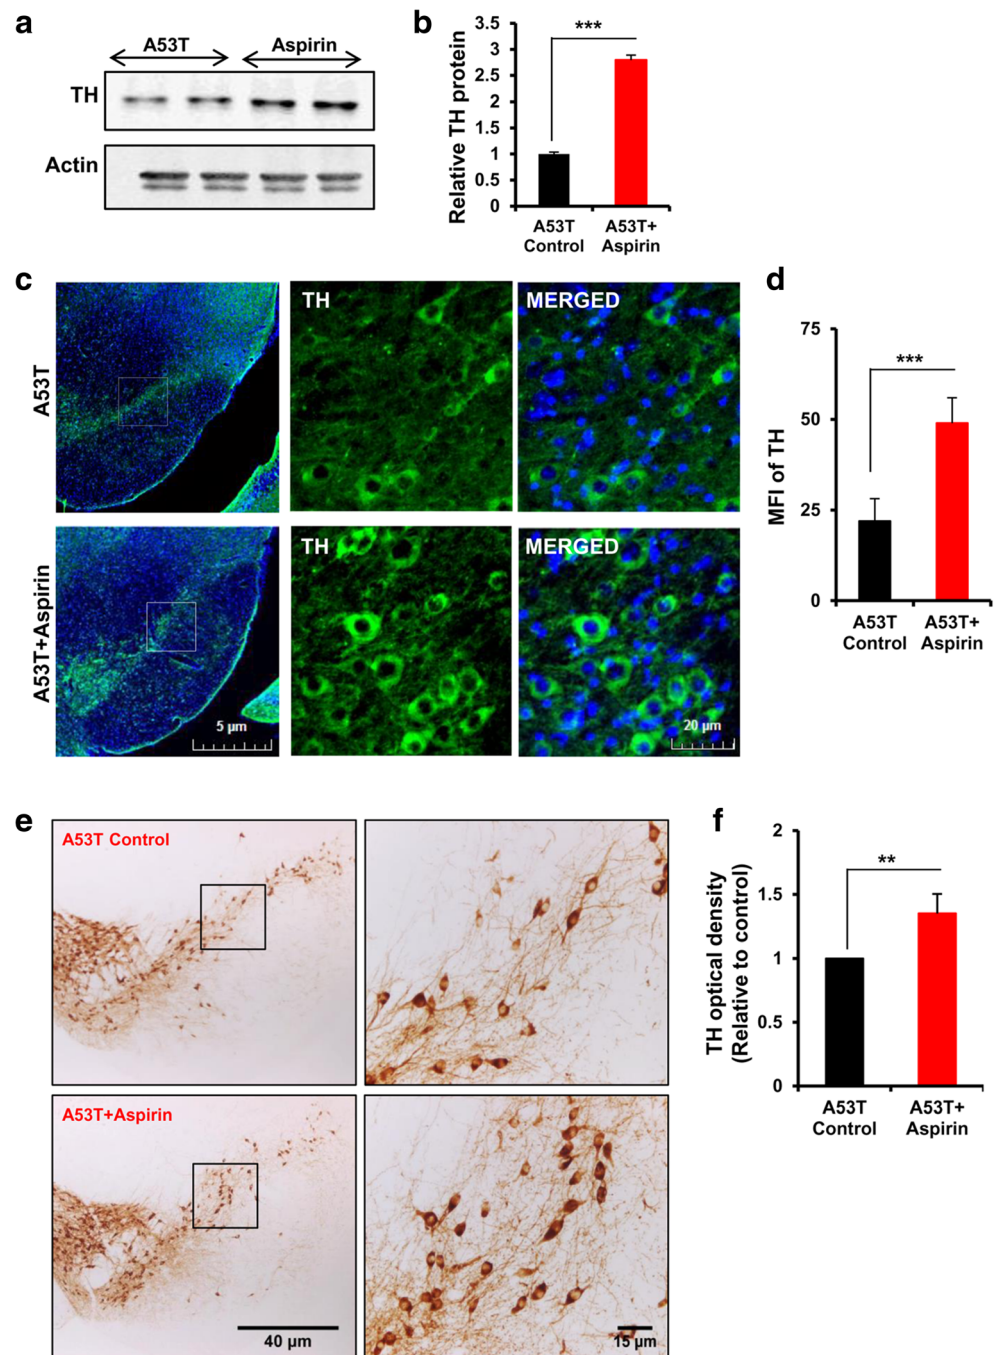 a
A53T
Aspirin
TH
Actin
b
Relative TH protein
3.5
3
2.5
2
1.5
1
0.5
0
***
A53T
Control
A53T+
Aspirin
c
A53T
TH
MERGED
A53T+Aspirin
5 µm
TH
MERGED
20 µm
d
MFI of TH
75
50
25
0
***
A53T
Control
A53T+
Aspirin
e
A53T Control
A53T+Aspirin
40 µm
15 µm
f
TH optical density
(Relative to control)
2
1.5
1
0.5
0
**
A53T
Control
A53T+
Aspirin